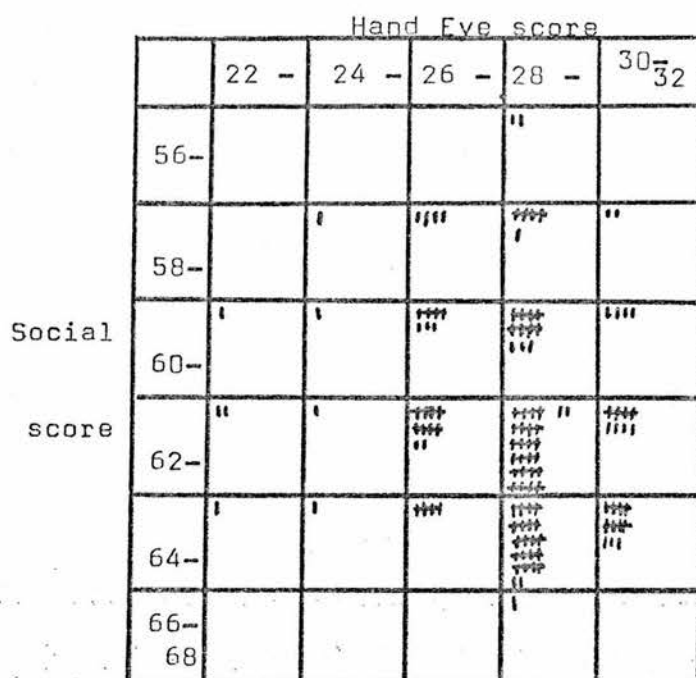 Hand Eye score
22 - 24 - 26 - 28 - 30-32
56-
58-
Social
60-
score
62-
64-
66-
68